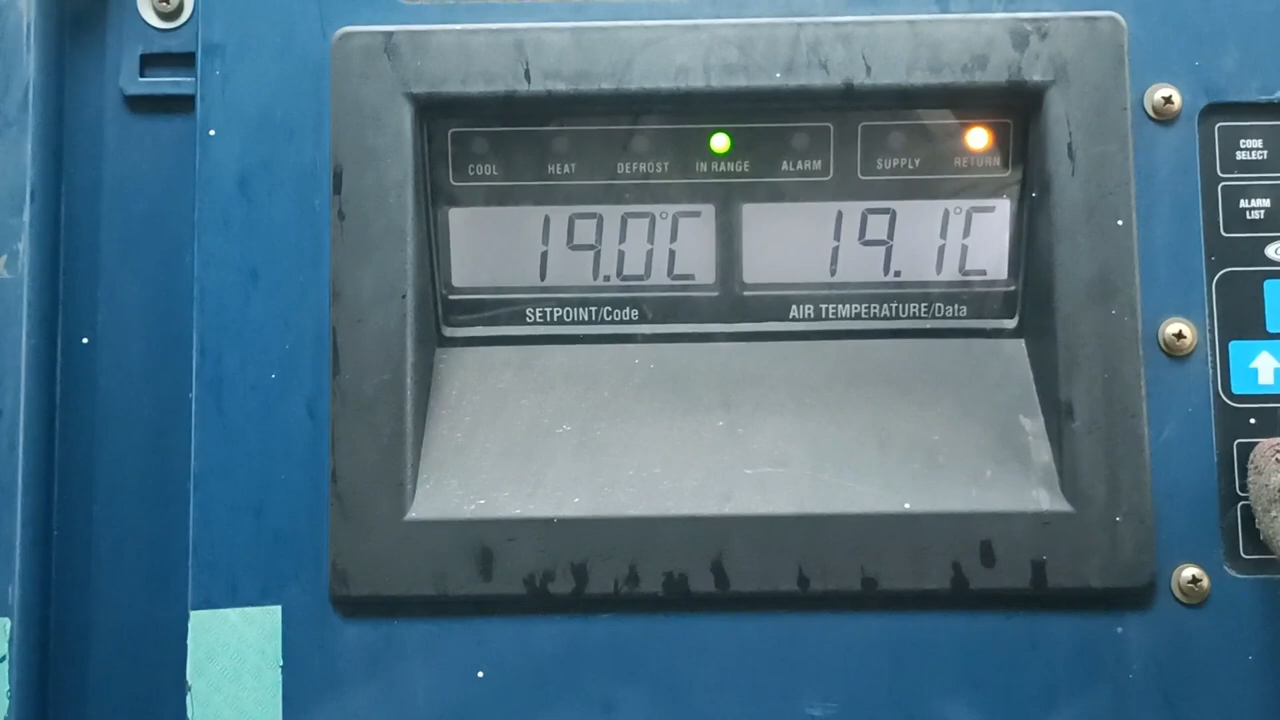 COOL HEAT DEFROST IN RANGE ALARM SUPPLY RETURN
19.0°C 19.1°C
SETPOINT/Code AIR TEMPERATURE/Data
CODE
SELECT
ALARM
LIST